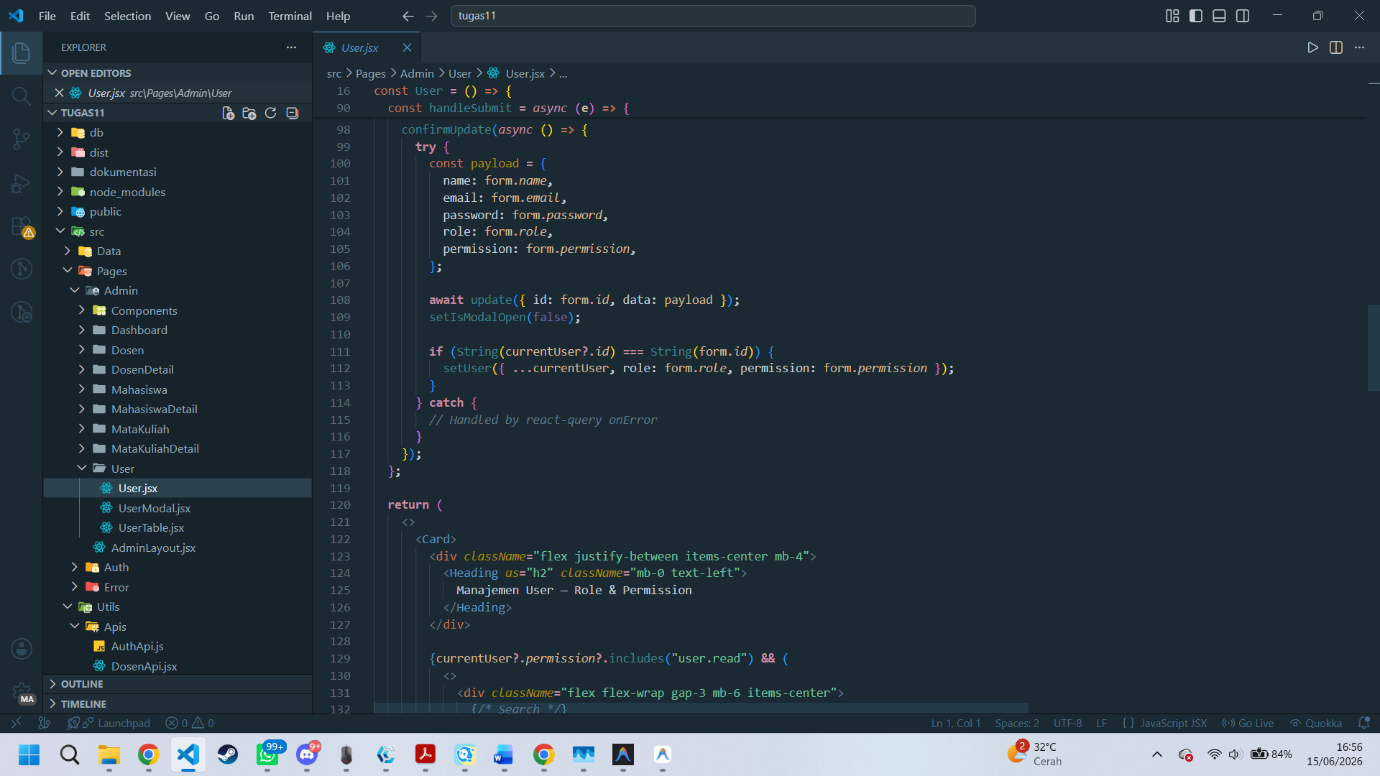 File Edit Selection View Go Run Terminal Help
tugas11
EXPLORER
OPEN EDITORS
User.jsx src\Pages\Admin\User
TUGAS11
db
dist
dokumentasi
node_modules
public
src
Data
Pages
Admin
Components
Dashboard
Dosen
DosenDetail
Mahasiswa
MahasiswaDetail
MataKuliah
MataKuliahDetail
User
User.jsx
UserModal.jsx
UserTable.jsx
AdminLayout.jsx
Auth
Error
Utils
Apis
AuthApi.js
DosenApi.jsx
OUTLINE
TIMELINE
MA
User.jsx
src > Pages > Admin > User > User.jsx > ...
16 const User = () => {
90 const handleSubmit = async (e) => {
98 confirmUpdate(async () => {
99 try {
100 const payload = {
101 name: form.name,
102 email: form.email,
103 password: form.password,
104 role: form.role,
105 permission: form.permission,
106 };
107
108 await update({ id: form.id, data: payload });
109 setIsModalOpen(false);
110
111 if (String(currentUser?.id) === String(form.id)) {
112 setUser({ ...currentUser, role: form.role, permission: form.permission });
113 }
114 } catch {
115 // Handled by react-query onError
116 }
117 });
118 };
119
120 return (
121 <>
122 <Card>
123 <div className="flex justify-between items-center mb-4">
124 <Heading as="h2" className="mb-0 text-left">
125 Manajemen User — Role & Permission
126 </Heading>
127 </div>
128
129 {currentUser?.permission?.includes("user.read") && (
130 <>
131 <div className="flex flex-wrap gap-3 mb-6 items-center">
132 {/* Search */}
Launchpad 0 0 Ln 1, Col 1 Spaces: 2 UTF-8 LF { } JavaScript JSX Go Live Quokka
99+
9+
2
32°C
Cerah
84%
16:56
15/06/2026